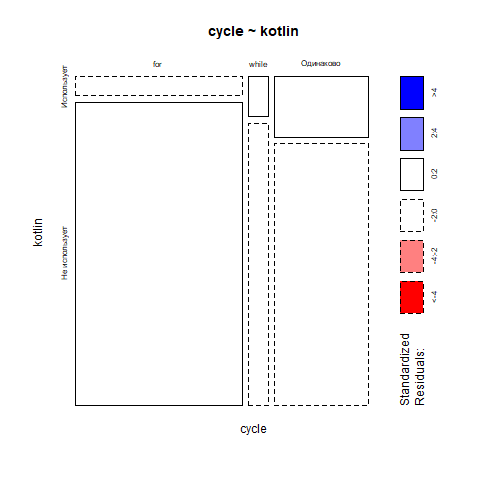 cycle ~ kotlin
for while Одинаково
Использует
Не использует
kotlin
cycle
>4
2:4
0:2
-2:0
-4:-2
<-4
Standardized
Residuals: